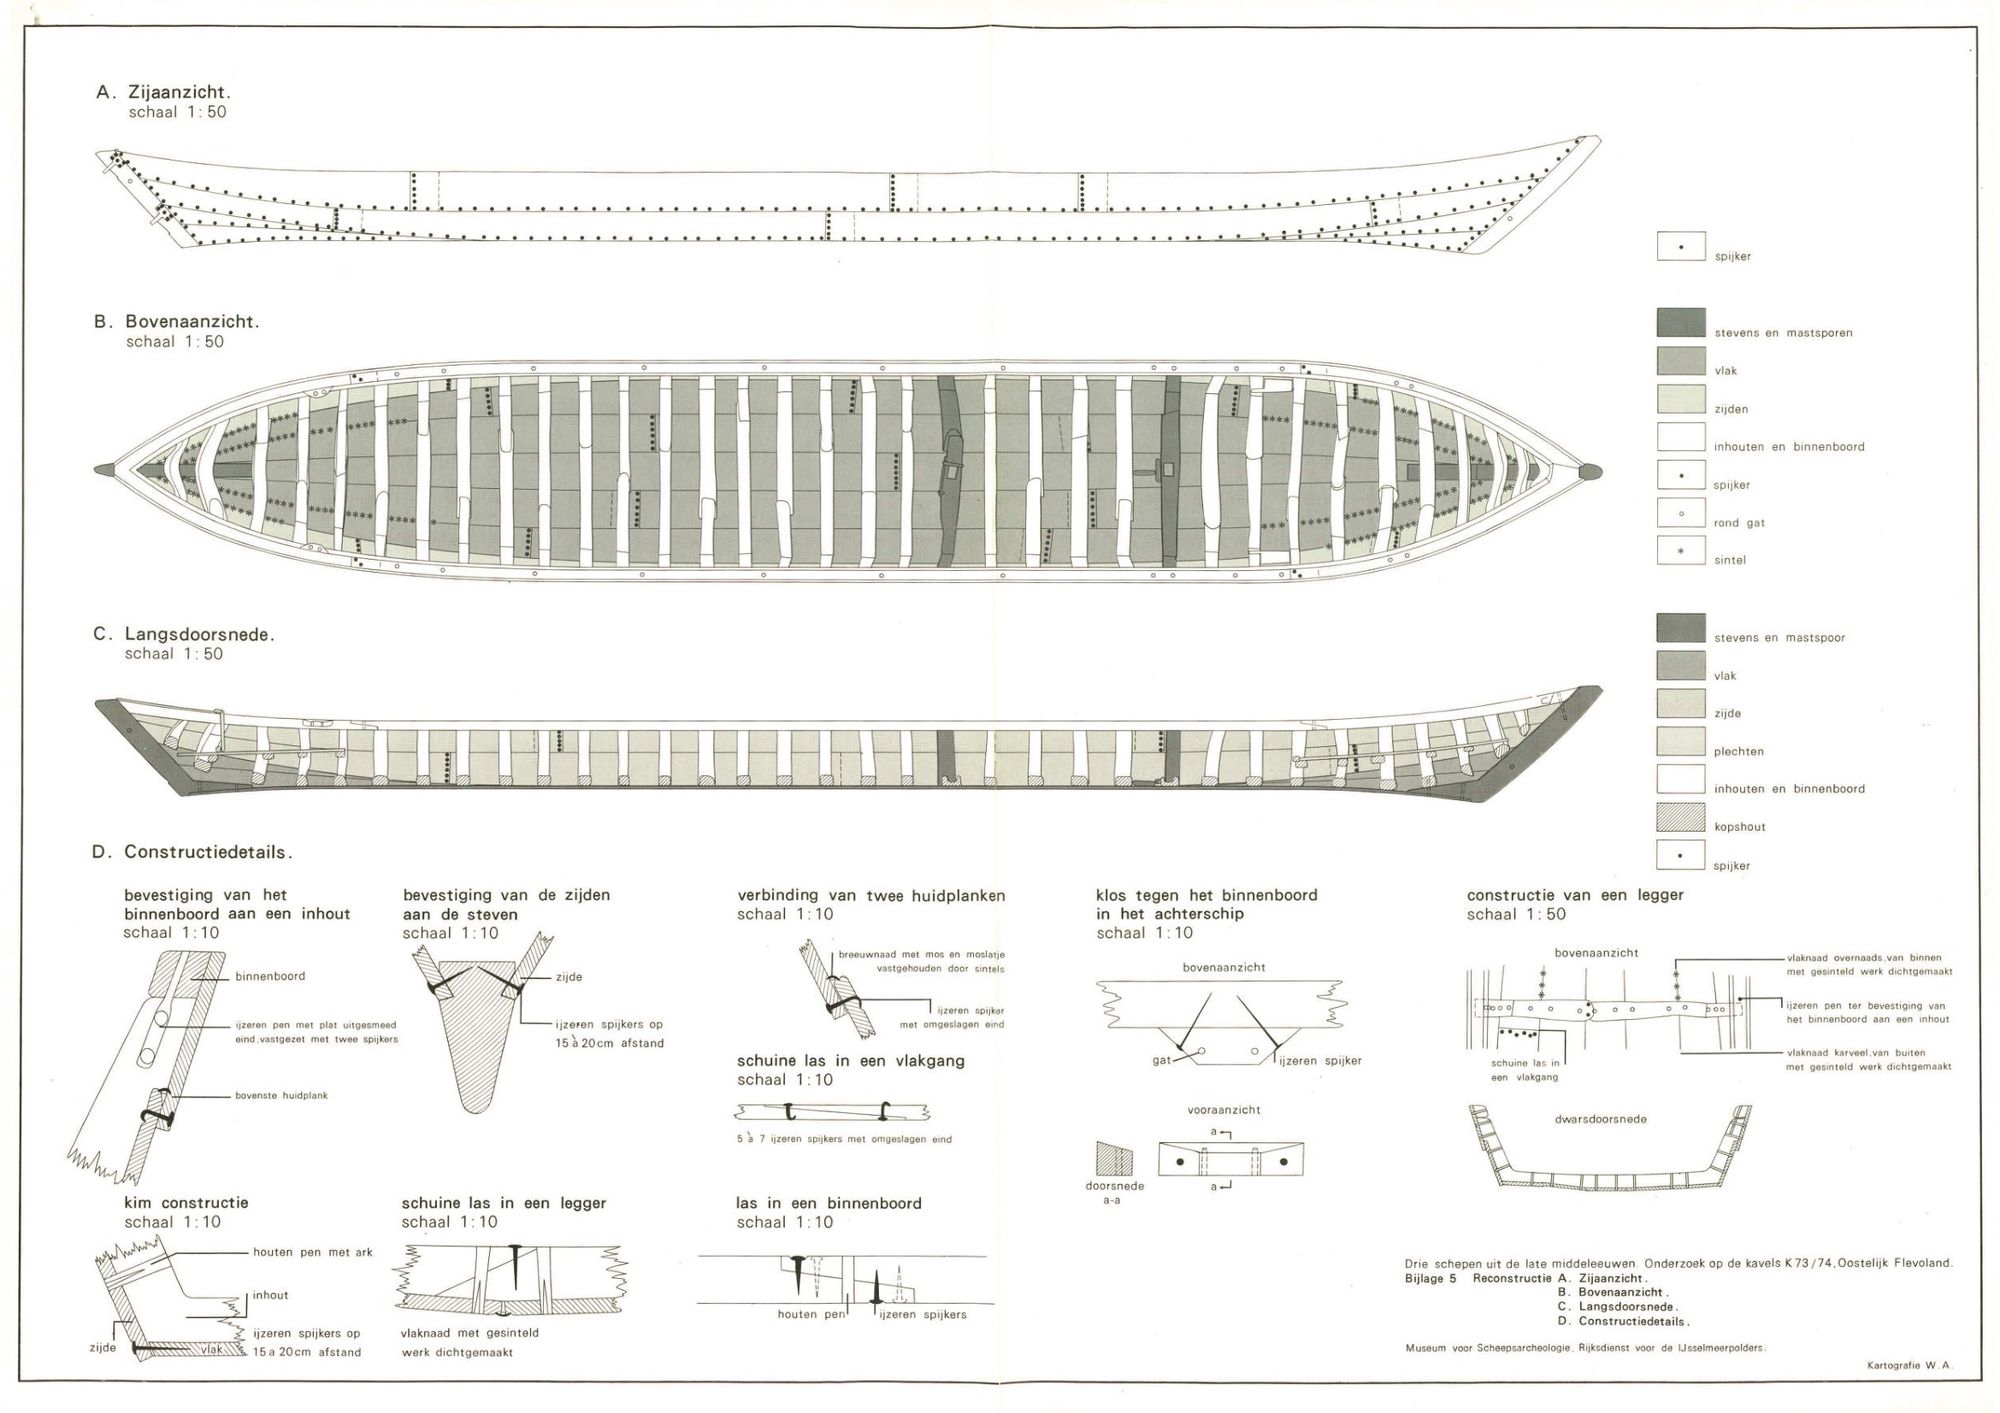 A. Zijaanzicht.
schaal 1:50
spijker
B. Bovenaanzicht.
schaal 1:50
stevens en mastsporen
vlak
zijden
inhouten en binnenboord
spijker
rond gat
sintel
C. Langsdoorsnede.
schaal 1:50
stevens en mastspoor
vlak
zijde
plechten
inhouten en binnenboord
kopshout
spijker
D. Constructiedetails.
bevestiging van het
binnenboord aan een inhout
schaal 1:10
binnenboord
ijzeren pen met plat uitgesmeed
eind, vastgezet met twee spijkers
bovenste huidplank
bevestiging van de zijden
aan de steven
schaal 1:10
zijde
ijzeren spijkers op
15 à 20cm afstand
verbinding van twee huidplanken
schaal 1:10
breeuwnaad met mos en moslatje
vastgehouden door sintels
ijzeren spijker
met omgeslagen eind
schuine las in een vlakgang
schaal 1:10
5 à 7 ijzeren spijkers met omgeslagen eind
klos tegen het binnenboord
in het achterschip
schaal 1:10
bovenaanzicht
gat
ijzeren spijker
vooraanzicht
a
a
doorsnede
a-a
constructie van een legger
schaal 1:50
bovenaanzicht
vlaknaad overnaads, van binnen
met gesinteld werk dichtgemaakt
ijzeren pen ter bevestiging van
het binnenboord aan een inhout
vlaknaad karveel, van buiten
met gesinteld werk dichtgemaakt
schuine las in
een vlakgang
dwarsdoorsnede
kim constructie
schaal 1:10
houten pen met ark
inhout
ijzeren spijkers op
15 a 20cm afstand
zijde
vlak
schuine las in een legger
schaal 1:10
vlaknaad met gesinteld
werk dichtgemaakt
las in een binnenboord
schaal 1:10
houten pen
ijzeren spijkers
Drie schepen uit de late middeleeuwen. Onderzoek op de kavels K73/74, Oostelijk Flevoland.
Bijlage 5 Reconstructie A. Zijaanzicht.
B. Bovenaanzicht.
C. Langsdoorsnede.
D. Constructiedetails.
Museum voor Scheepsarcheologie, Rijksdienst voor de IJsselmeerpolders.
Kartografie W.A.